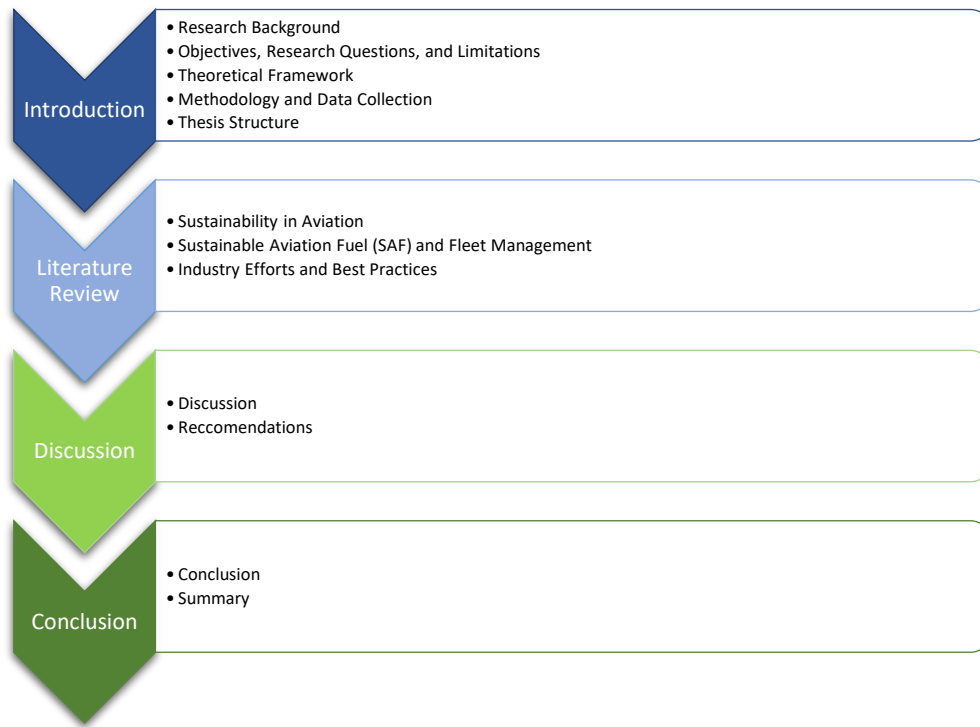 Introduction
• Research Background
• Objectives, Research Questions, and Limitations
• Theoretical Framework
• Methodology and Data Collection
• Thesis Structure
Literature
Review
• Sustainability in Aviation
• Sustainable Aviation Fuel (SAF) and Fleet Management
• Industry Efforts and Best Practices
Discussion
• Discussion
• Reccomendations
Conclusion
• Conclusion
• Summary